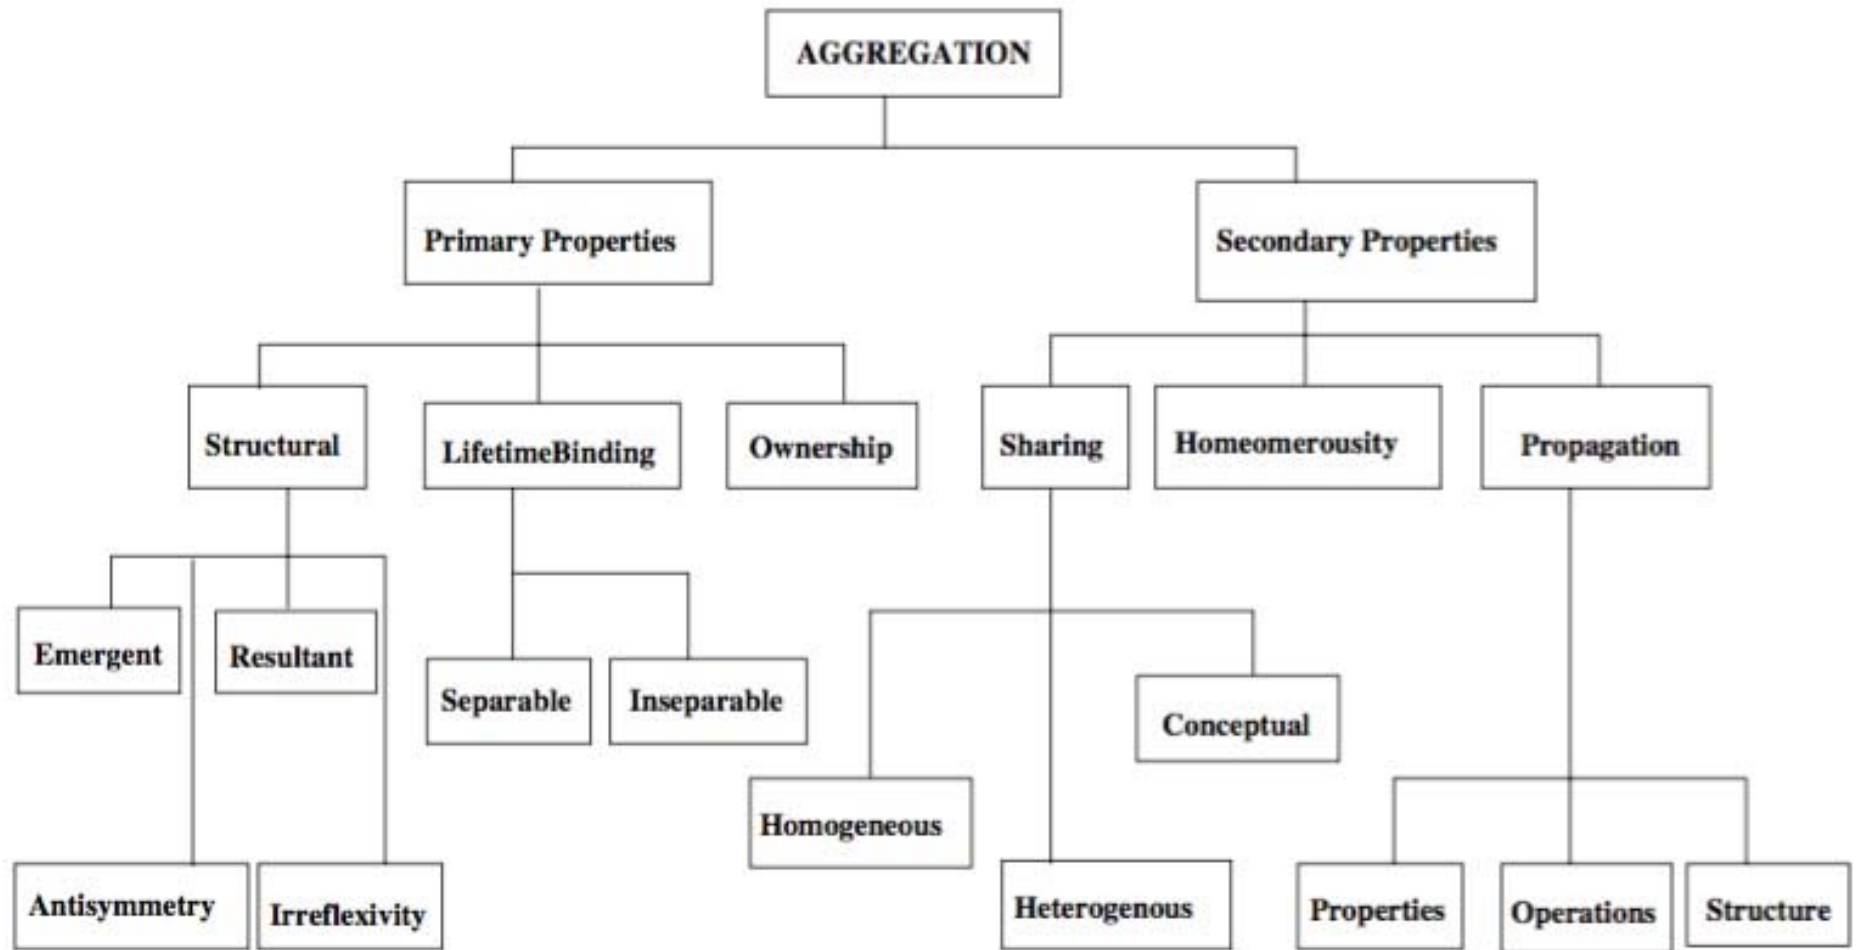 AGGREGATION
Primary Properties
Secondary Properties
Structural
LifetimeBinding
Ownership
Sharing
Homeomerousity
Propagation
Emergent
Resultant
Separable
Inseparable
Conceptual
Homogeneous
Antisymmetry
Irreflexivity
Heterogenous
Properties
Operations
Structure